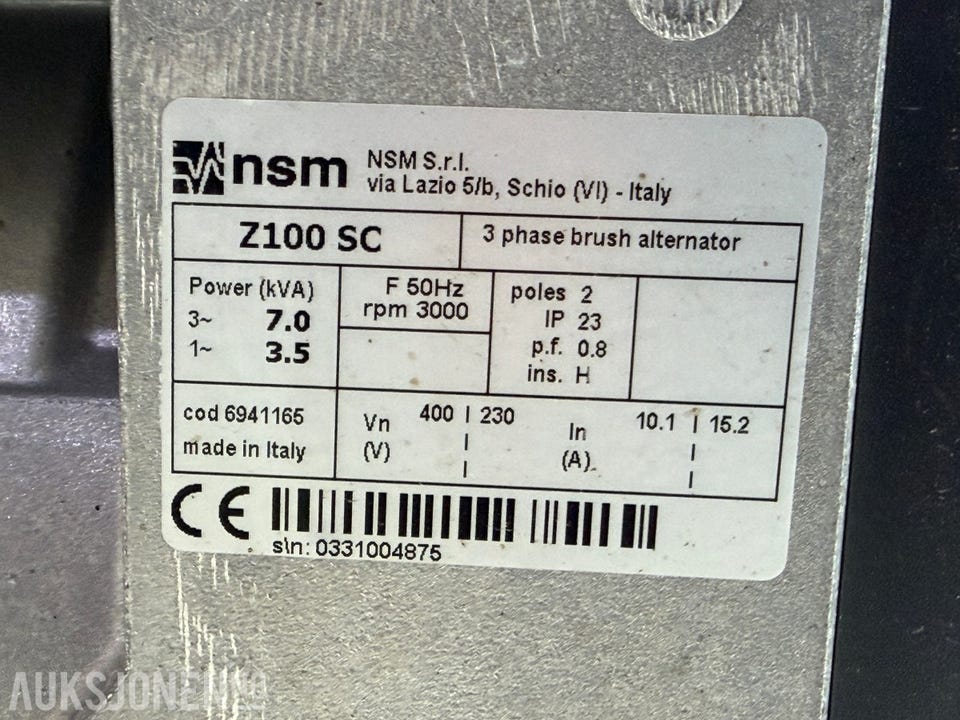 nsm
NSM S.r.l.
via Lazio 5/b, Schio (VI) - Italy
Z100 SC
3 phase brush alternator
Power (kVA)
3~ 7.0
1~ 3.5
F 50Hz
rpm 3000
poles 2
IP 23
p.f. 0.8
ins. H
cod 6941165
made in Italy
Vn 400 | 230
(V)
In 10.1 | 15.2
(A)
CE
s\n: 0331004875
AUKSJONEN.NO